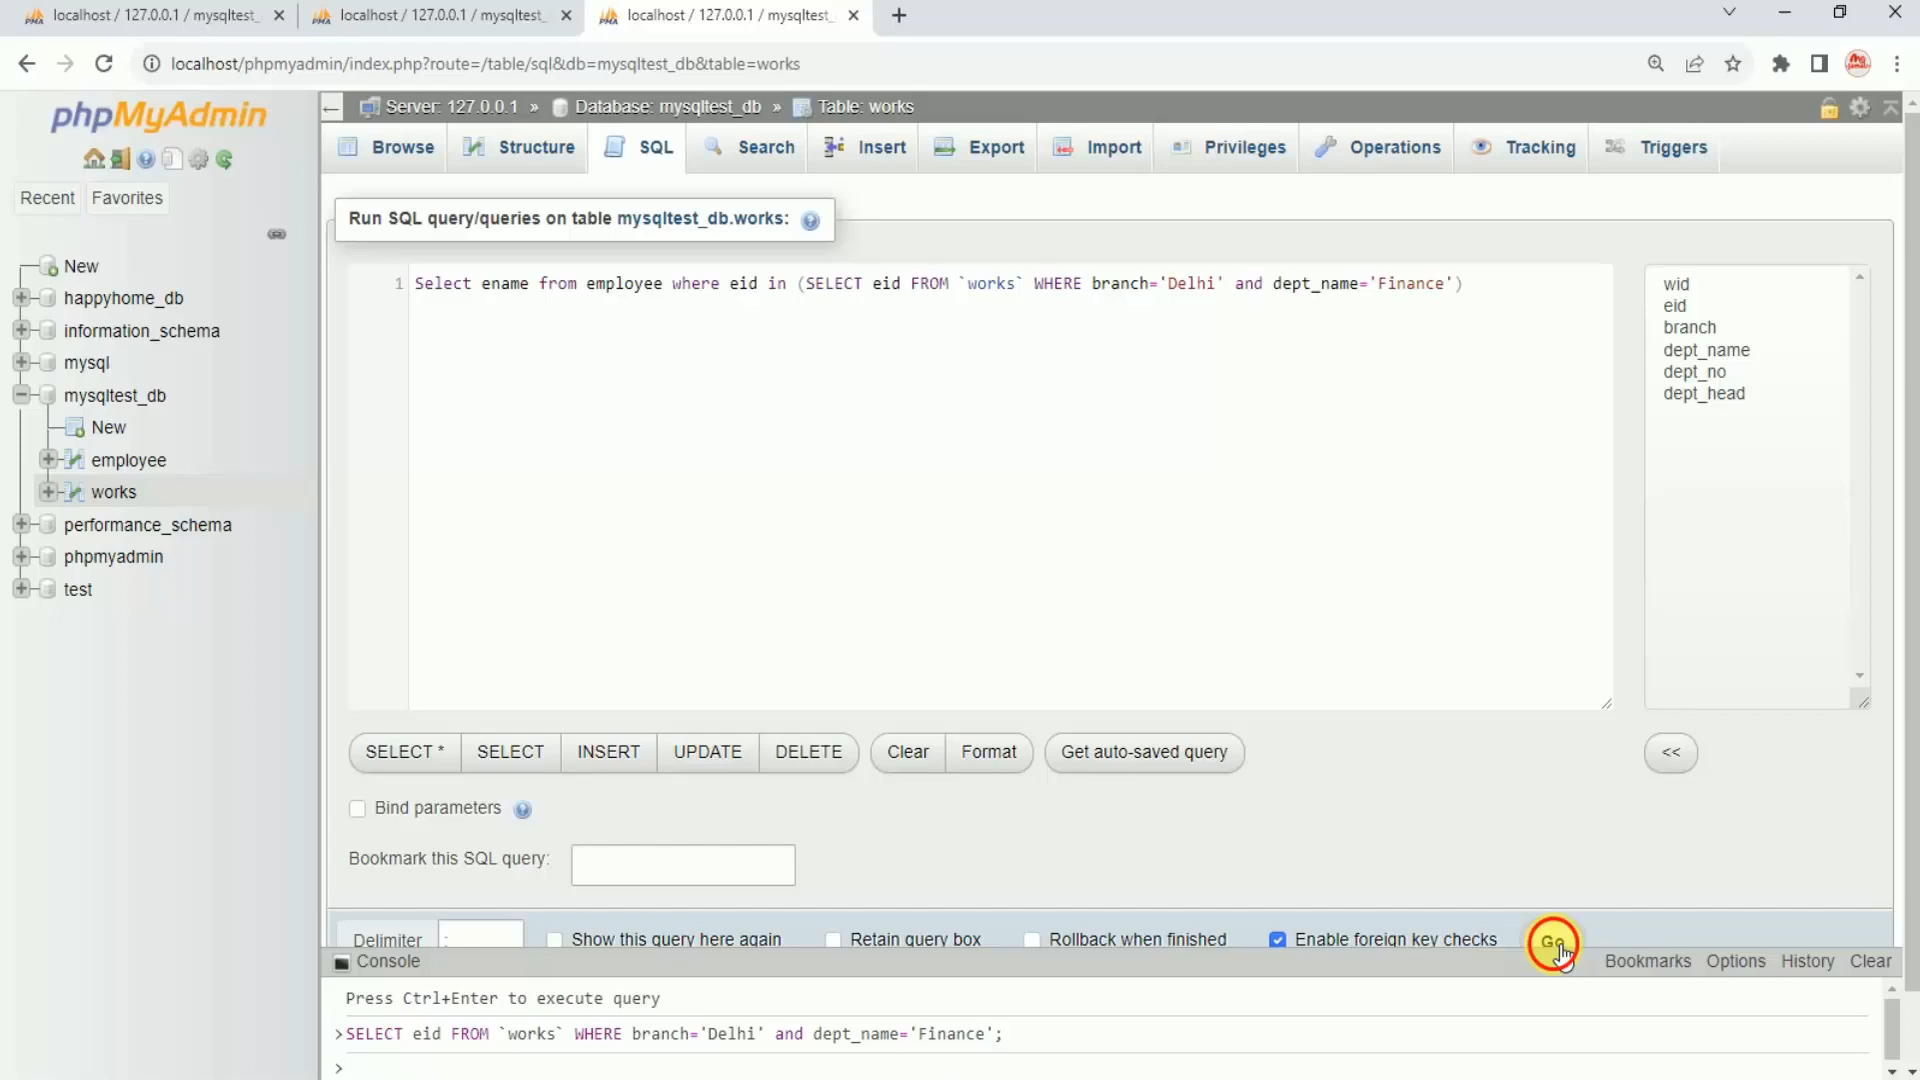 localhost / 127.0.0.1 / mysqltest_
localhost / 127.0.0.1 / mysqltest_
localhost / 127.0.0.1 / mysqltest_
localhost/phpmyadmin/index.php?route=/table/sql&db=mysqltest_db&table=works
phpMyAdmin
Recent
Favorites
New
happyhome_db
information_schema
mysql
mysqltest_db
New
employee
works
performance_schema
phpmyadmin
test
Server: 127.0.0.1 » Database: mysqltest_db » Table: works
Browse
Structure
SQL
Search
Insert
Export
Import
Privileges
Operations
Tracking
Triggers
Run SQL query/queries on table mysqltest_db.works:
1 Select ename from employee where eid in (SELECT eid FROM `works` WHERE branch='Delhi' and dept_name='Finance')
wid
eid
branch
dept_name
dept_no
dept_head
SELECT *
SELECT
INSERT
UPDATE
DELETE
Clear
Format
Get auto-saved query
<<
Bind parameters
Bookmark this SQL query:
Delimiter ;
Show this query here again
Retain query box
Rollback when finished
Enable foreign key checks
Go
Console
Bookmarks
Options
History
Clear
Press Ctrl+Enter to execute query
>SELECT eid FROM `works` WHERE branch='Delhi' and dept_name='Finance';
>